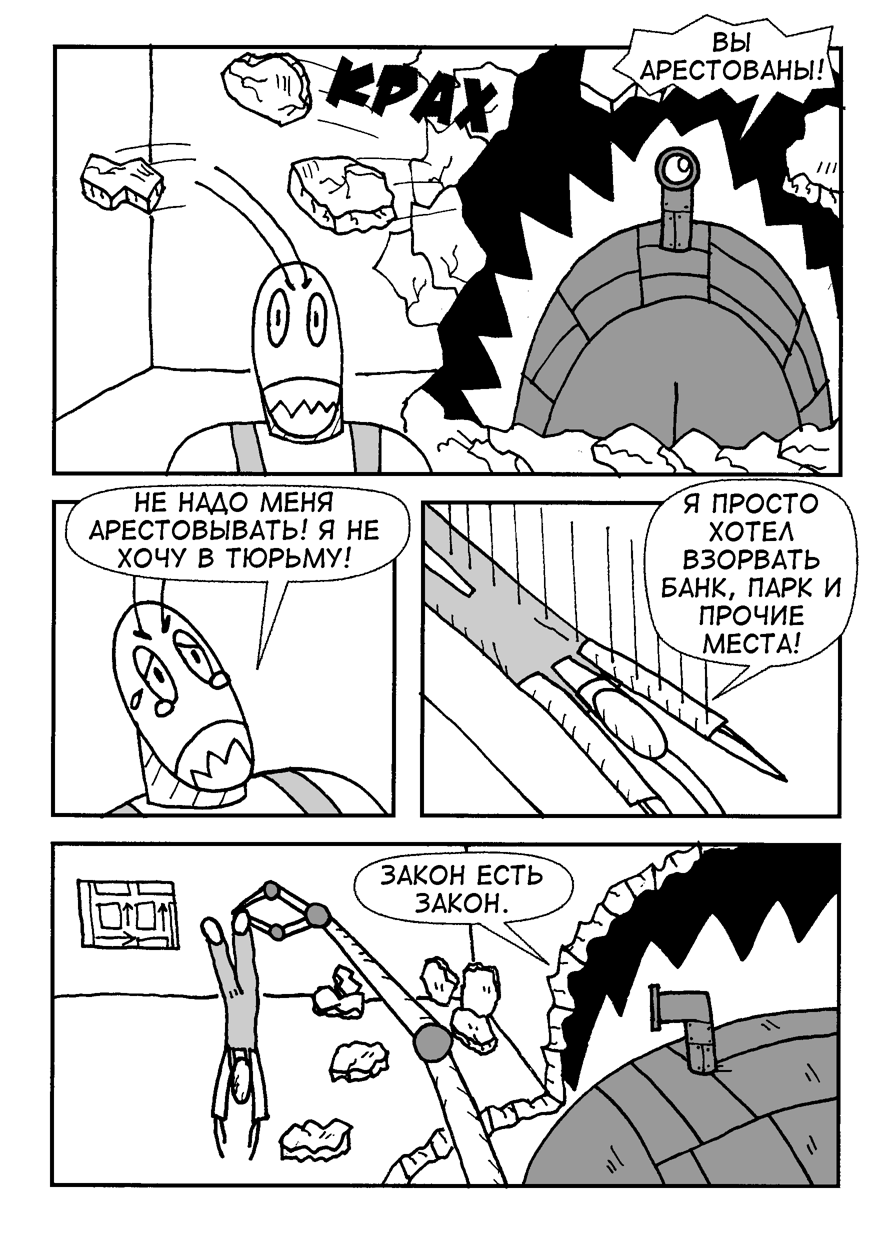 ВЫ
АРЕСТОВАНЫ!
КРАХ
НЕ НАДО МЕНЯ
АРЕСТОВЫВАТЬ! Я НЕ
ХОЧУ В ТЮРЬМУ!
Я ПРОСТО
ХОТЕЛ
ВЗОРВАТЬ
БАНК, ПАРК И
ПРОЧИЕ
МЕСТА!
ЗАКОН ЕСТЬ
ЗАКОН.